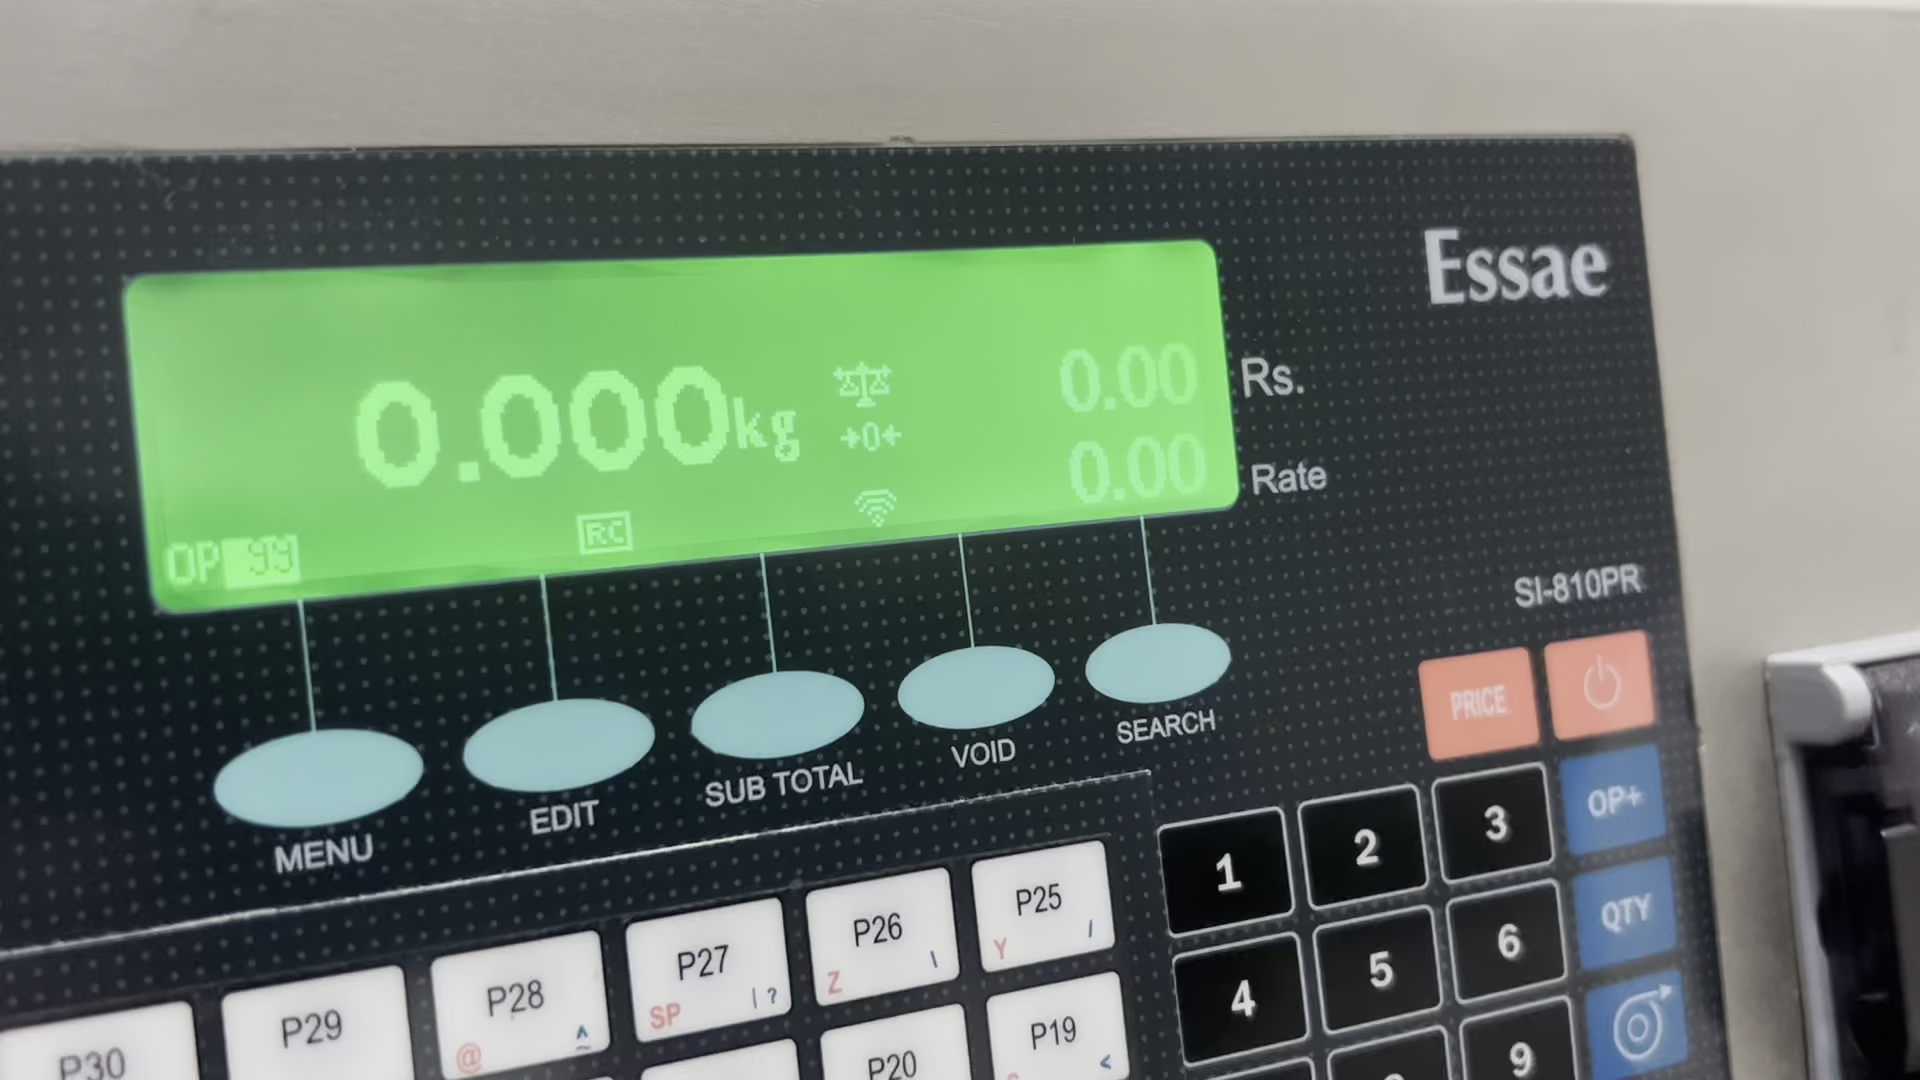 Essae
0.000kg
→0←
0.00 Rs.
0.00 Rate
OP 99
RC
SI-810PR
MENU
EDIT
SUB TOTAL
VOID
SEARCH
PRICE
1 2 3 OP+
P30
P29
P28
@ ^
P27
SP | ?
P26
Z \
P25
Y /
4 5 6 QTY
P20
P19
<
9